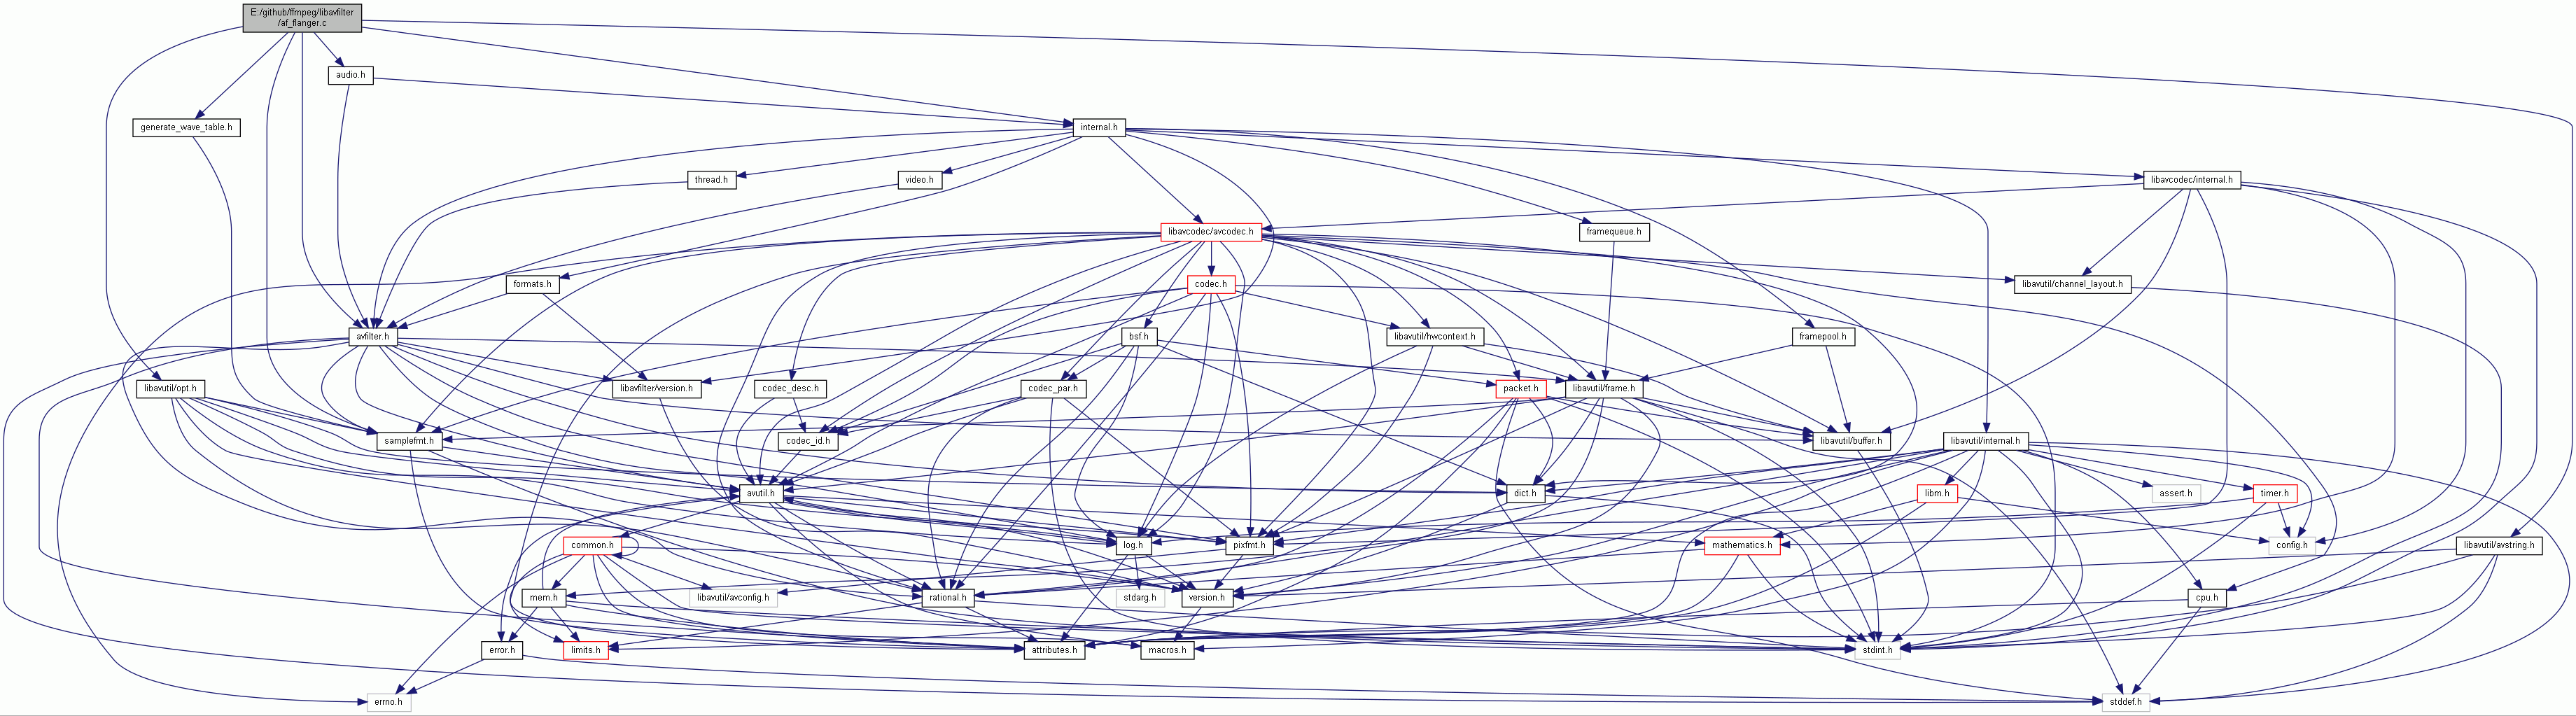 E:/github/ffmpeg/libavfilter
/af_flanger.c
audio.h
generate_wave_table.h
internal.h
thread.h
video.h
libavcodec/internal.h
libavcodec/avcodec.h
framequeue.h
formats.h
codec.h
libavutil/channel_layout.h
avfilter.h
bsf.h
libavutil/hwcontext.h
framepool.h
libavutil/opt.h
libavfilter/version.h
codec_desc.h
codec_par.h
packet.h
libavutil/frame.h
samplefmt.h
codec_id.h
libavutil/buffer.h
libavutil/internal.h
avutil.h
dict.h
libm.h
assert.h
timer.h
common.h
log.h
pixfmt.h
mathematics.h
config.h
libavutil/avstring.h
mem.h
libavutil/avconfig.h
rational.h
stdarg.h
version.h
cpu.h
error.h
limits.h
attributes.h
macros.h
stdint.h
errno.h
stddef.h